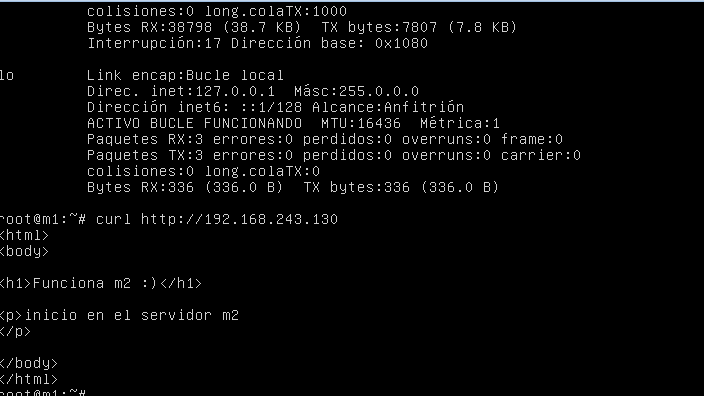 colisiones:0 long.colaTX:1000
Bytes RX:38798 (38.7 KB)  TX bytes:7807 (7.8 KB)
Interrupción:17 Dirección base: 0x1080
lo        Link encap:Bucle local
Direc. inet:127.0.0.1  Másc:255.0.0.0
Dirección inet6: ::1/128 Alcance:Anfitrión
ACTIVO BUCLE FUNCIONANDO  MTU:16436  Métrica:1
Paquetes RX:3 errores:0 perdidos:0 overruns:0 frame:0
Paquetes TX:3 errores:0 perdidos:0 overruns:0 carrier:0
colisiones:0 long.colaTX:0
Bytes RX:336 (336.0 B)  TX bytes:336 (336.0 B)
root@m1:~# curl http://192.168.243.130
<html>
<body>
<h1>Funciona m2 :)</h1>
<p>inicio en el servidor m2
</p>
</body>
</html>
root@m1:~#